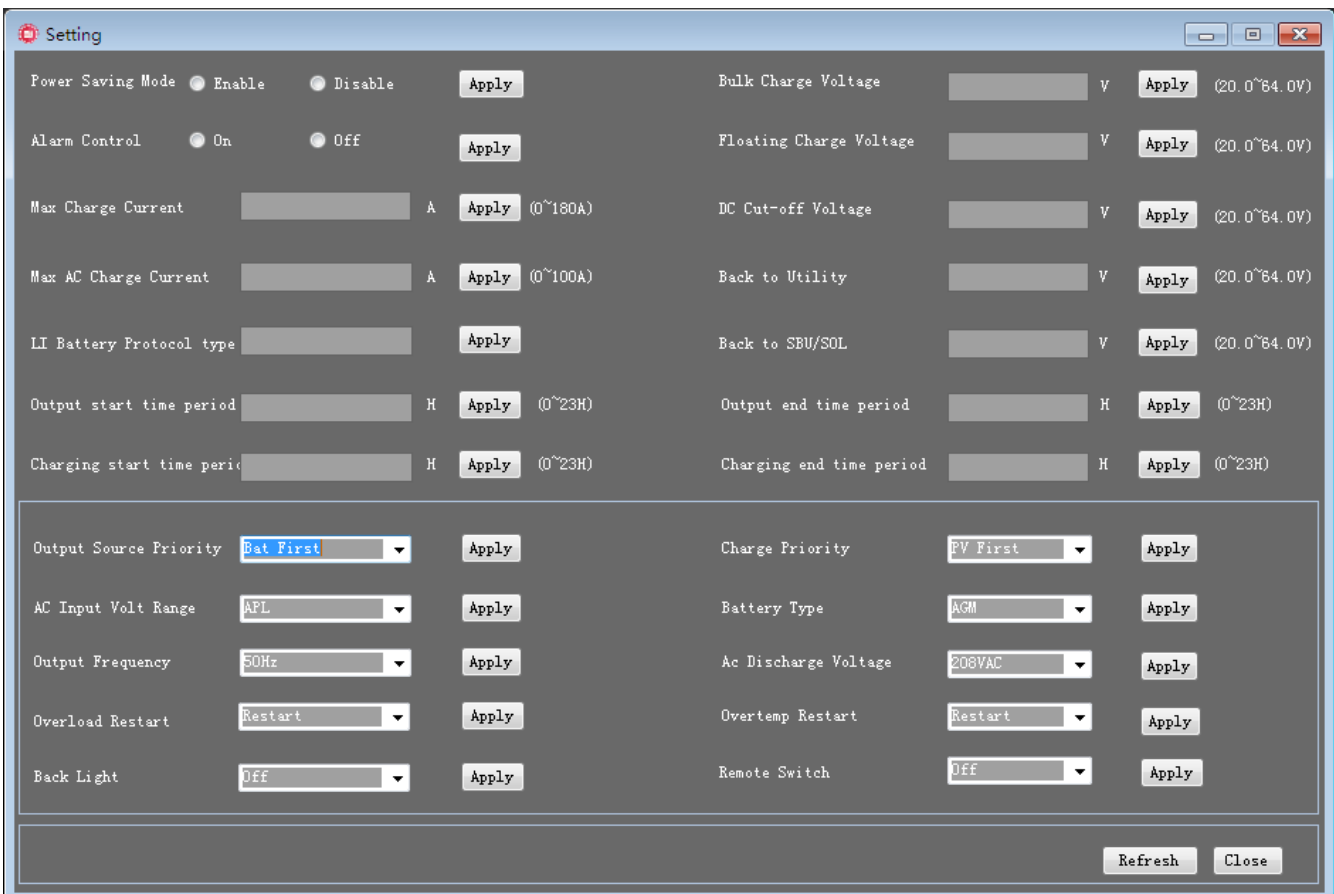 Setting
Power Saving Mode Enable Disable Apply Bulk Charge Voltage V Apply (20.0~64.0V)
Alarm Control On Off Apply Floating Charge Voltage V Apply (20.0~64.0V)
Max Charge Current A Apply (0~180A) DC Cut-off Voltage V Apply (20.0~64.0V)
Max AC Charge Current A Apply (0~100A) Back to Utility V Apply (20.0~64.0V)
LI Battery Protocol type Apply Back to SBU/SOL V Apply (20.0~64.0V)
Output start time period H Apply (0~23H) Output end time period H Apply (0~23H)
Charging start time peri H Apply (0~23H) Charging end time period H Apply (0~23H)
Output Source Priority Bat First Apply Charge Priority PV First Apply
AC Input Volt Range APL Apply Battery Type AGM Apply
Output Frequency 50Hz Apply Ac Discharge Voltage 208VAC Apply
Overload Restart Restart Apply Overtemp Restart Restart Apply
Back Light Off Apply Remote Switch Off Apply
Refresh Close